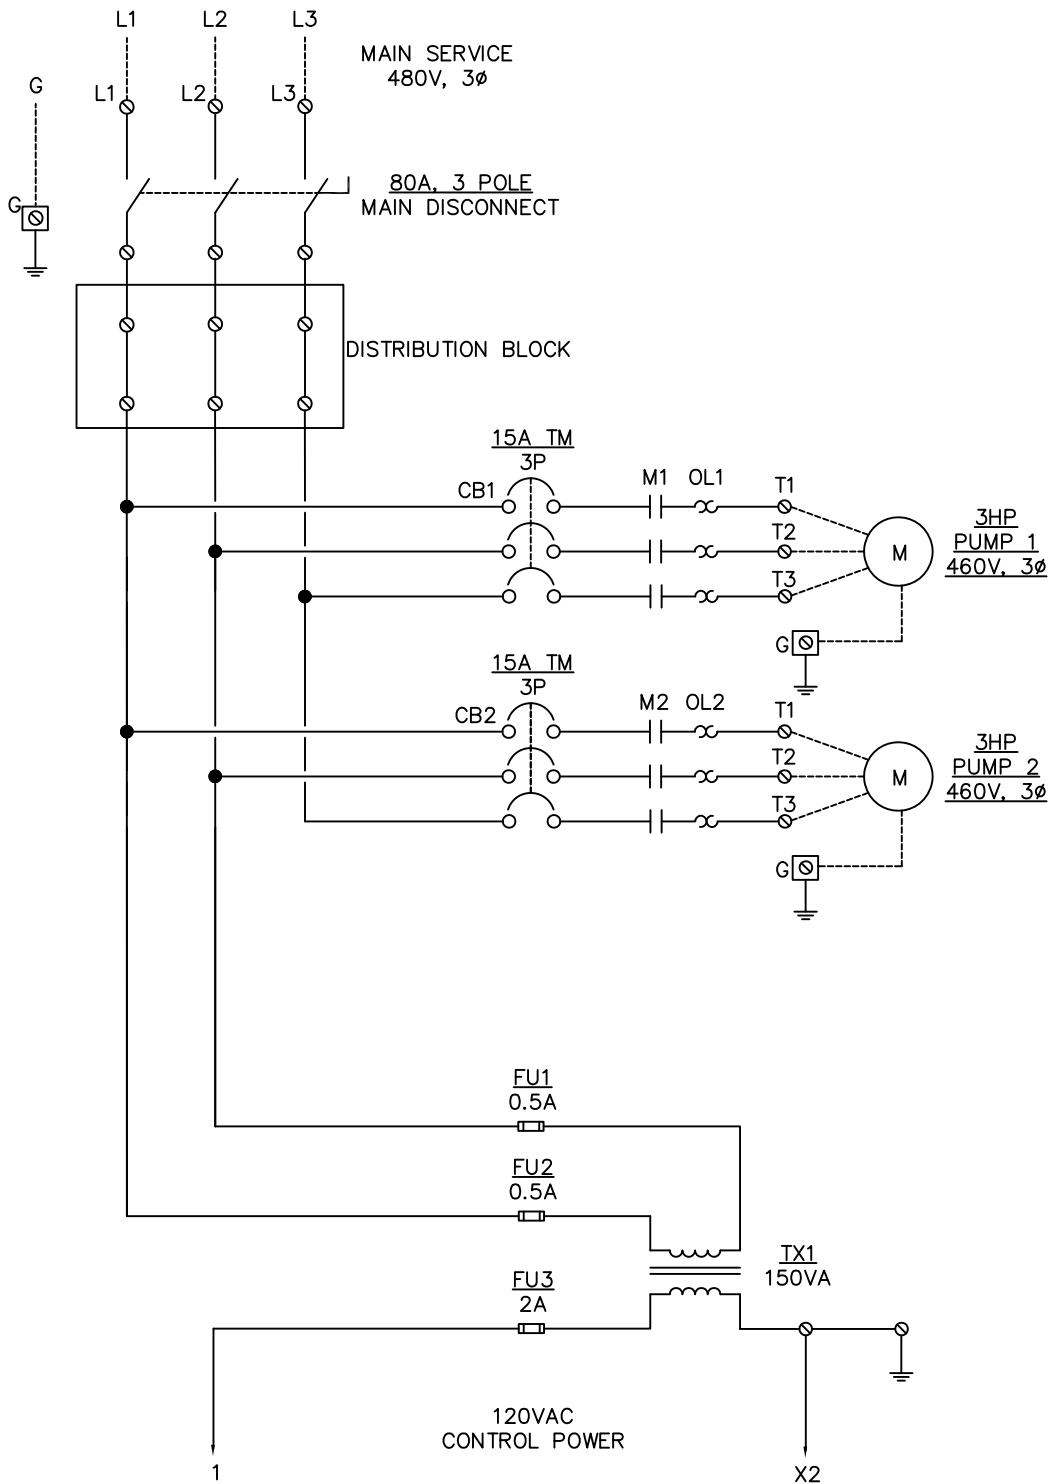 L1 L2 L3
MAIN SERVICE
480V, 3ø
G
L1 L2 L3
80A, 3 POLE
MAIN DISCONNECT
G
DISTRIBUTION BLOCK
15A TM
3P
CB1
M1 OL1
T1
T2
T3
M
3HP
PUMP 1
460V, 3ø
G
15A TM
3P
CB2
M2 OL2
T1
T2
T3
M
3HP
PUMP 2
460V, 3ø
G
FU1
0.5A
FU2
0.5A
TX1
150VA
FU3
2A
120VAC
CONTROL POWER
1
X2